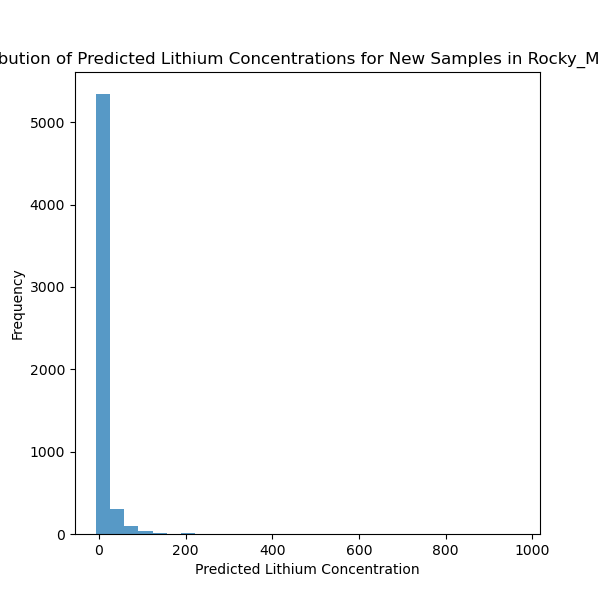 bution of Predicted Lithium Concentrations for New Samples in Rocky_M
5000
4000
3000
2000
1000
0
Frequency
0 200 400 600 800 1000
Predicted Lithium Concentration